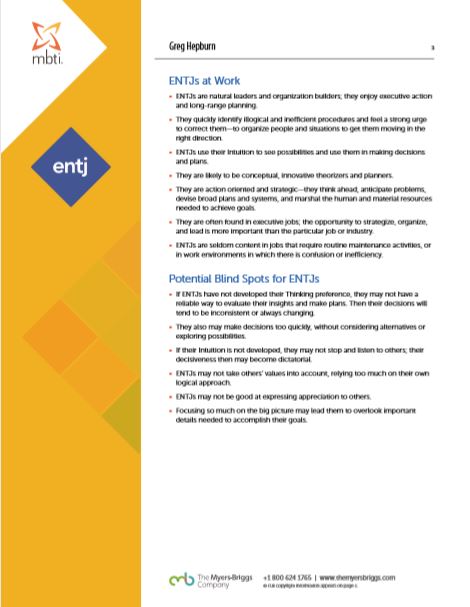 mbti.
Greg Hepburn
3
entj
ENTJs at Work
• ENTJs are natural leaders and organization builders; they enjoy executive action
and long-range planning.
• They quickly identify illogical and inefficient procedures and feel a strong urge
to correct them—to organize people and situations to get them moving in the
right direction.
• ENTJs use their Intuition to see possibilities and use them in making decisions
and plans.
• They are likely to be conceptual, innovative theorizers and planners.
• They are action oriented and strategic—they think ahead, anticipate problems,
devise broad plans and systems, and marshal the human and material resources
needed to achieve goals.
• They are often found in executive jobs; the opportunity to strategize, organize,
and lead is more important than the particular job or industry.
• ENTJs are seldom content in jobs that require routine maintenance activities, or
in work environments in which there is confusion or inefficiency.
Potential Blind Spots for ENTJs
• If ENTJs have not developed their Thinking preference, they may not have a
reliable way to evaluate their insights and make plans. Then their decisions will
tend to be inconsistent or always changing.
• They also may make decisions too quickly, without considering alternatives or
exploring possibilities.
• If their Intuition is not developed, they may not stop and listen to others; their
decisiveness then may become dictatorial.
• ENTJs may not take others' values into account, relying too much on their own
logical approach.
• ENTJs may not be good at expressing appreciation to others.
• Focusing so much on the big picture may lead them to overlook important
details needed to accomplish their goals.
The Myers-Briggs
Company
+1 800 624 1765 | www.themyersbriggs.com
© Full copyright information appears on page 1.